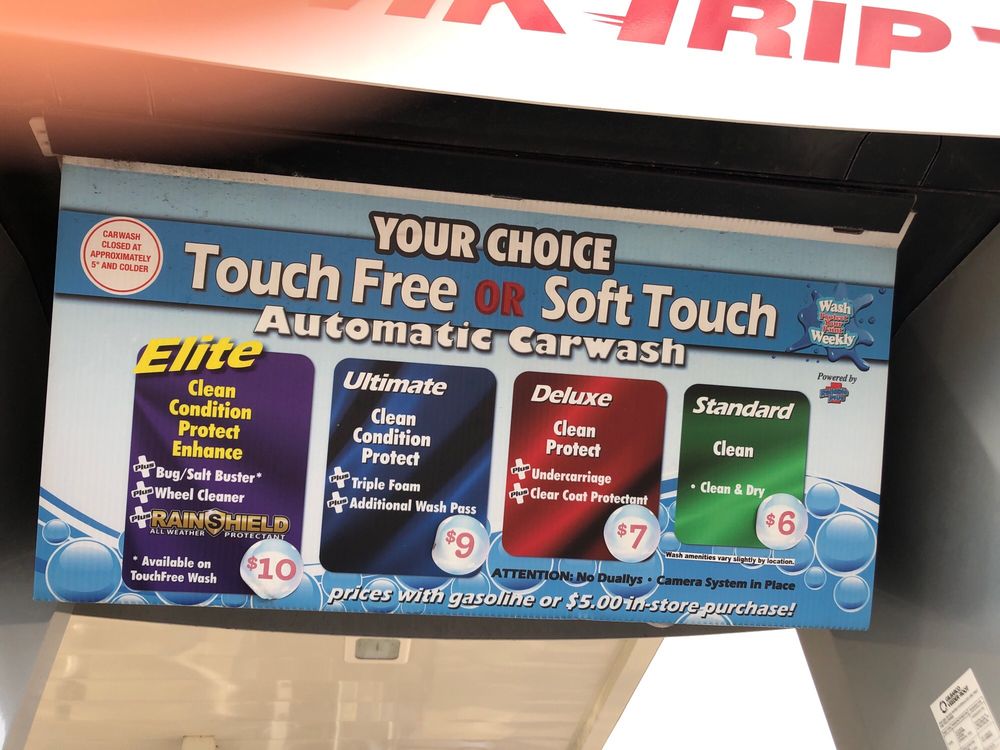 TRIP
CARWASH
CLOSED AT
APPROXIMATELY
5° AND COLDER
YOUR CHOICE
Touch Free OR Soft Touch
Automatic Carwash
Wash
Weekly
Powered by
Elite
Clean
Condition
Protect
Enhance
Plus Bug/Salt Buster*
Plus Wheel Cleaner
Plus RAINSHIELD
ALL WEATHER PROTECTANT
* Available on
TouchFree Wash
$10
Ultimate
Clean
Condition
Protect
Plus Triple Foam
Plus Additional Wash Pass
$9
Deluxe
Clean
Protect
Plus Undercarriage
Plus Clear Coat Protectant
$7
Standard
Clean
• Clean & Dry
$6
Wash amenities vary slightly by location.
ATTENTION: No Duallys • Camera System in Place
prices with gasoline or $5.00 in-store purchase!